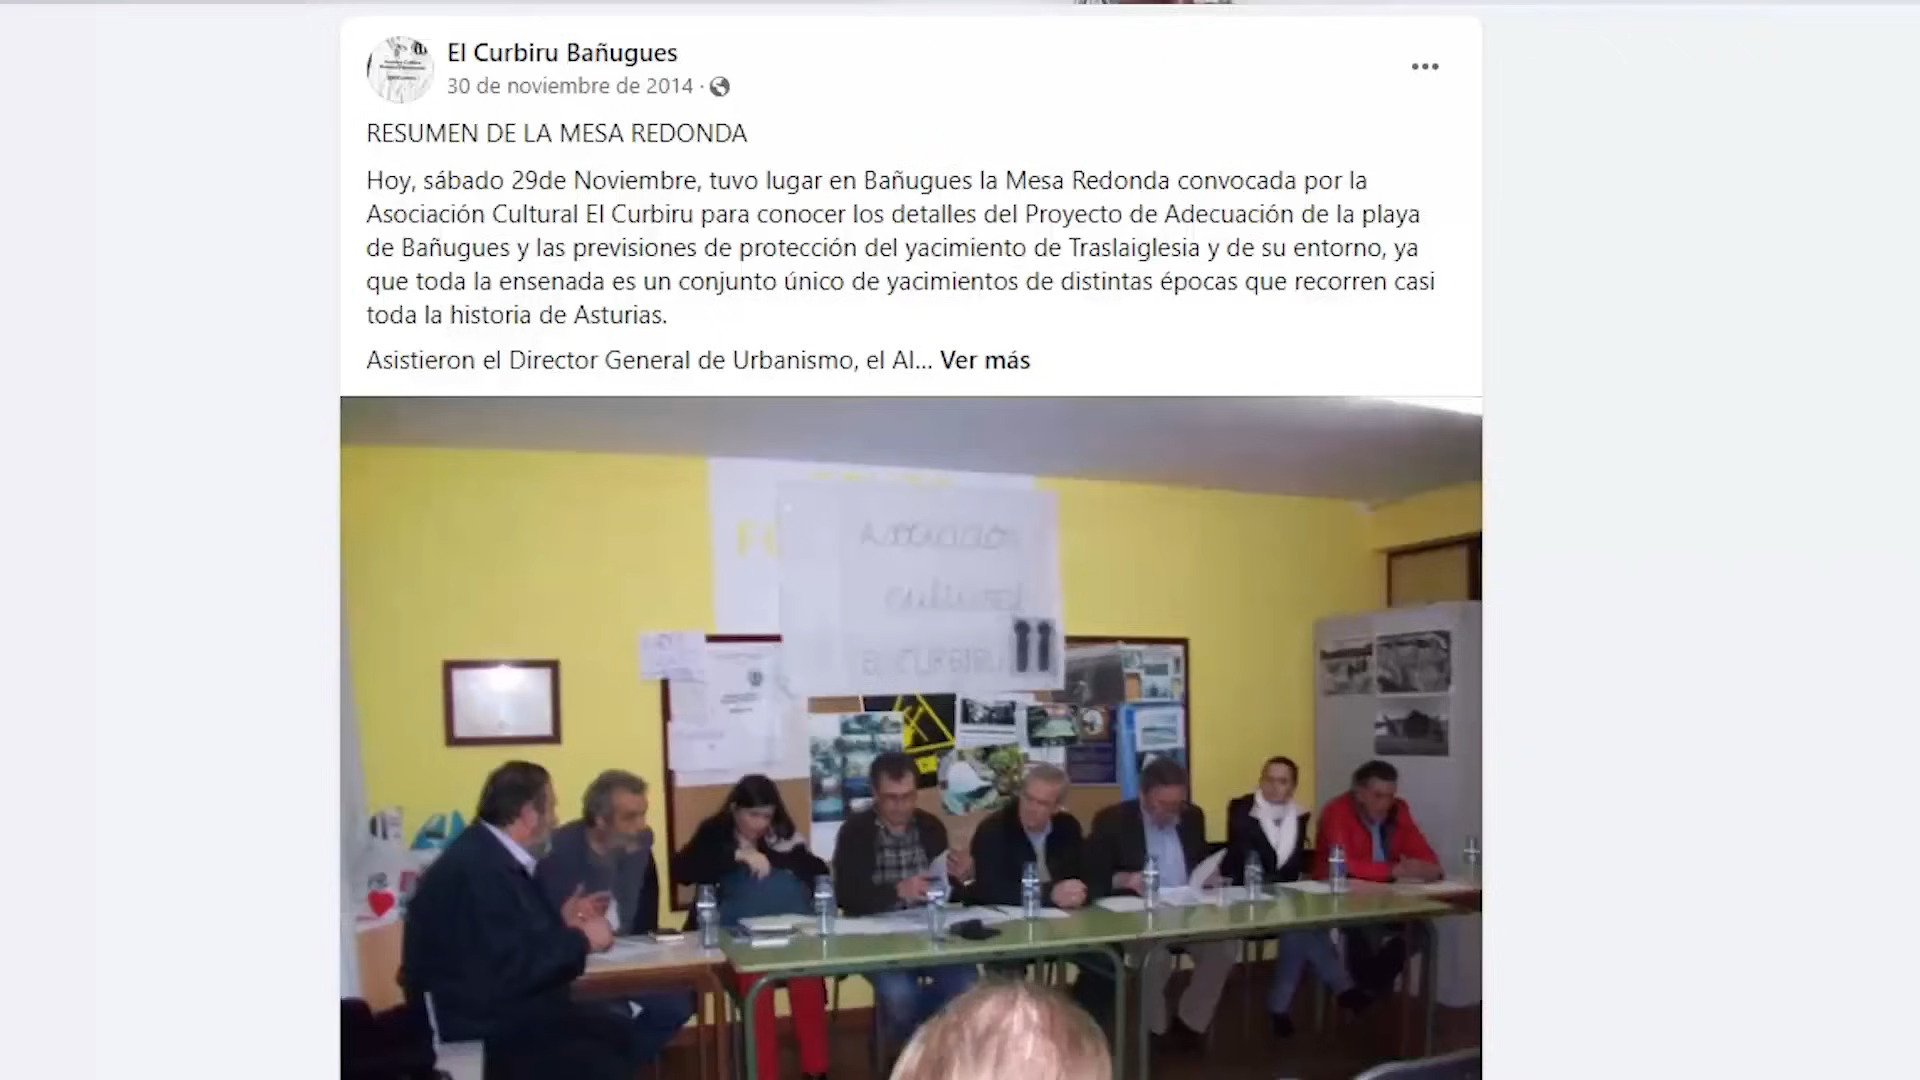 El Curbiru Bañugues
30 de noviembre de 2014 ·
RESUMEN DE LA MESA REDONDA
Hoy, sábado 29de Noviembre, tuvo lugar en Bañugues la Mesa Redonda convocada por la
Asociación Cultural El Curbiru para conocer los detalles del Proyecto de Adecuación de la playa
de Bañugues y las previsiones de protección del yacimiento de Traslaiglesia y de su entorno, ya
que toda la ensenada es un conjunto único de yacimientos de distintas épocas que recorren casi
toda la historia de Asturias.
Asistieron el Director General de Urbanismo, el Al... Ver más
Asociación
cultural
EL CURBIRU